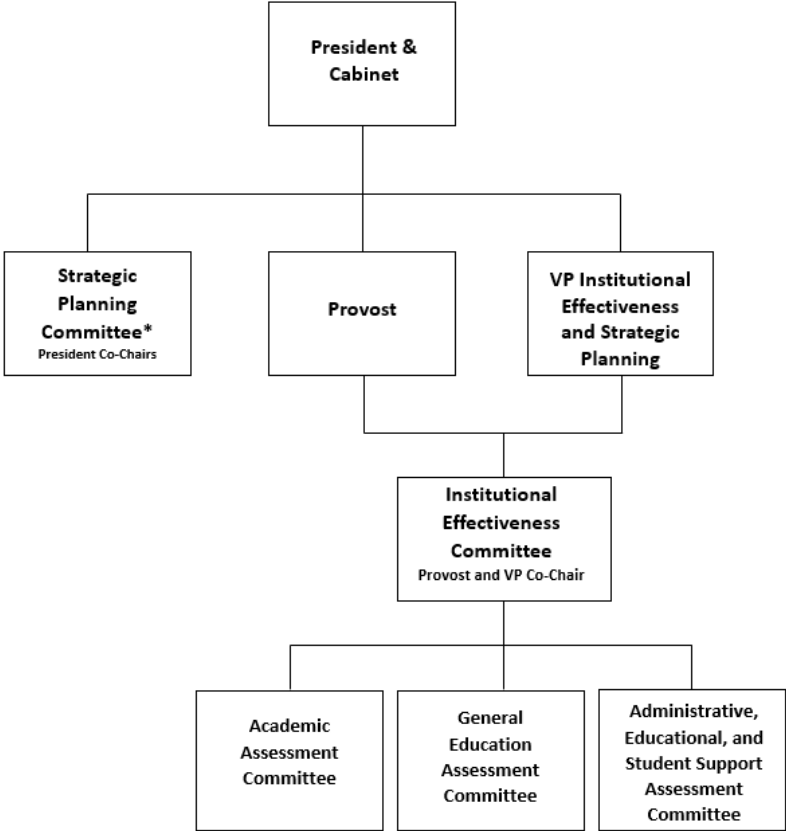 President &
Cabinet
Strategic
Planning
Committee*
President Co-Chairs
Provost
VP Institutional
Effectiveness
and Strategic
Planning
Institutional
Effectiveness
Committee
Provost and VP Co-Chair
Academic
Assessment
Committee
General
Education
Assessment
Committee
Administrative,
Educational, and
Student Support
Assessment
Committee